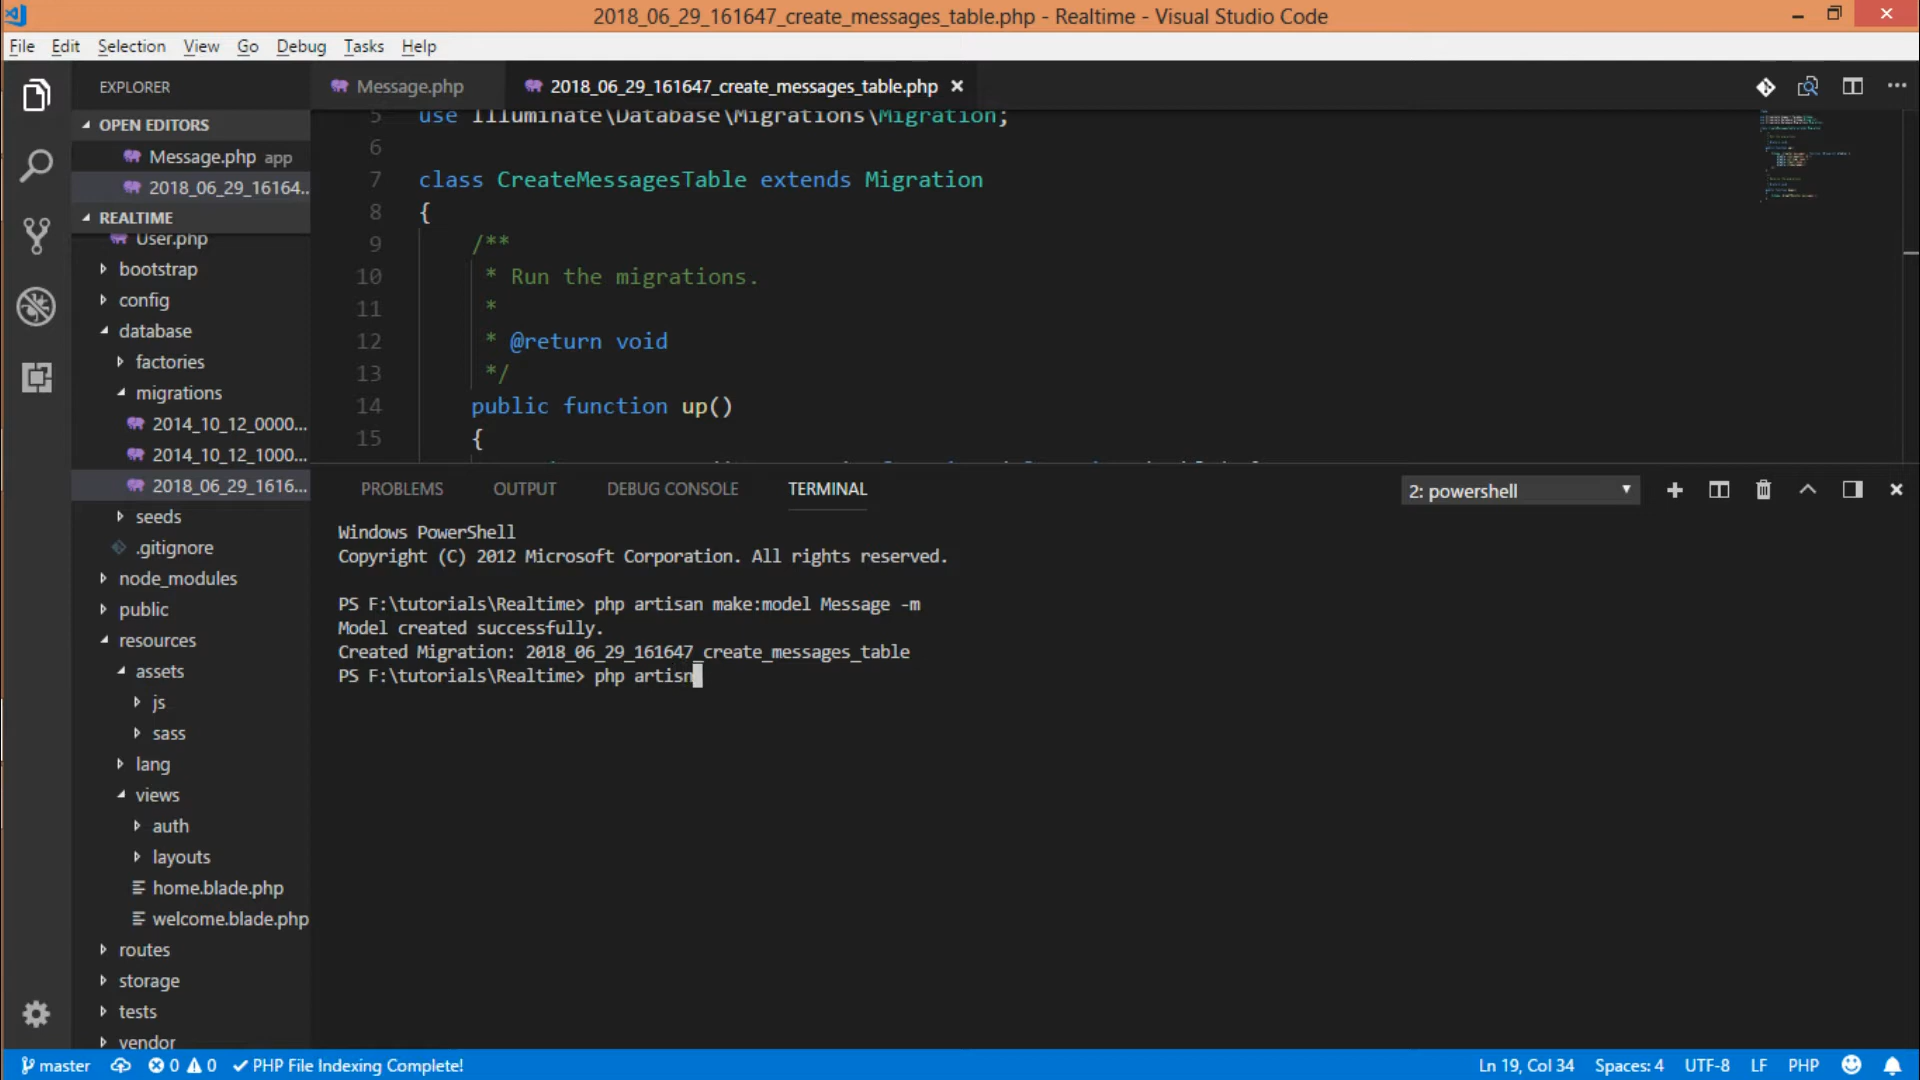 2018_06_29_161647_create_messages_table.php - Realtime - Visual Studio Code
File Edit Selection View Go Debug Tasks Help
EXPLORER
OPEN EDITORS
Message.php app
2018_06_29_16164...
REALTIME
User.php
bootstrap
config
database
factories
migrations
2014_10_12_0000...
2014_10_12_1000...
2018_06_29_1616...
seeds
.gitignore
node_modules
public
resources
assets
js
sass
lang
views
auth
layouts
home.blade.php
welcome.blade.php
routes
storage
tests
vendor
Message.php 2018_06_29_161647_create_messages_table.php
5 use Illuminate\Database\Migrations\Migration;
6
7 class CreateMessagesTable extends Migration
8 {
9 /**
10 * Run the migrations.
11 *
12 * @return void
13 */
14 public function up()
15 {
PROBLEMS OUTPUT DEBUG CONSOLE TERMINAL 2: powershell
Windows PowerShell
Copyright (C) 2012 Microsoft Corporation. All rights reserved.
PS F:\tutorials\Realtime> php artisan make:model Message -m
Model created successfully.
Created Migration: 2018_06_29_161647_create_messages_table
PS F:\tutorials\Realtime> php artisn
master 0 0 PHP File Indexing Complete! Ln 19, Col 34 Spaces: 4 UTF-8 LF PHP